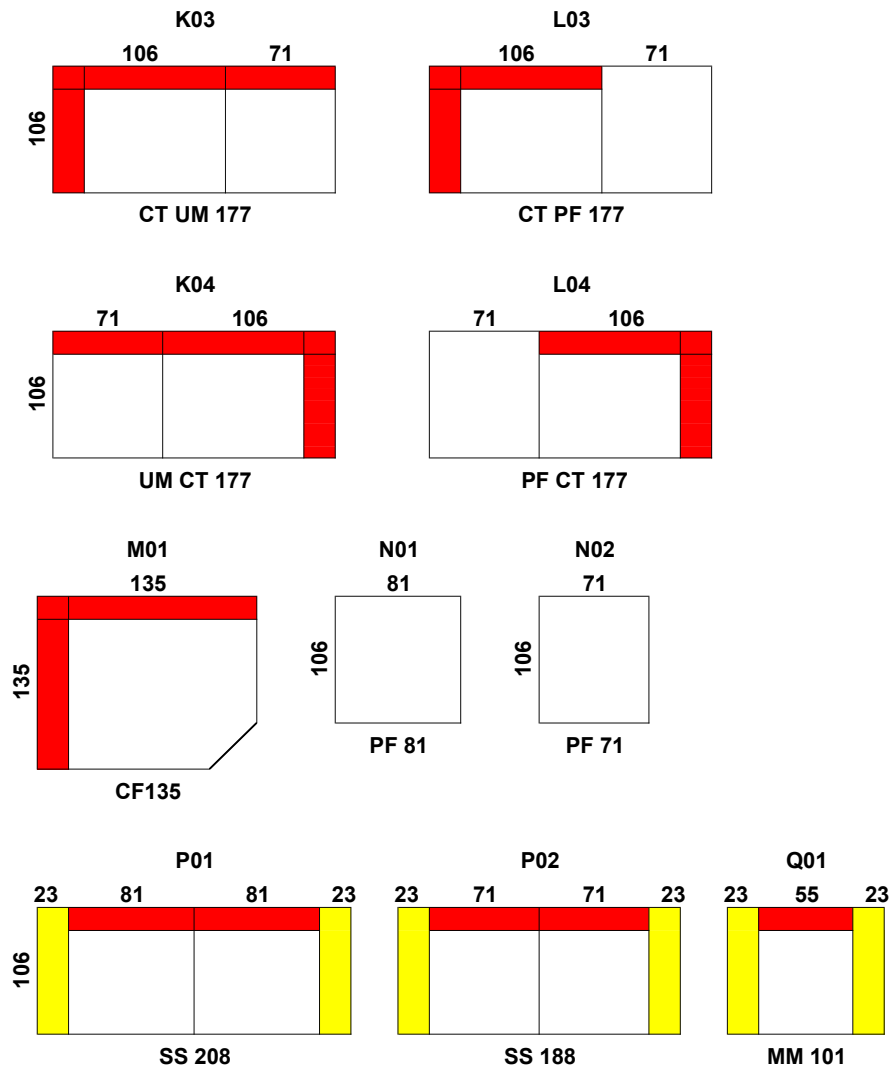 K03 L03
106 71 106 71
106
CT UM 177 CT PF 177
K04 L04
71 106 71 106
106
UM CT 177 PF CT 177
M01 N01 N02
135 81 71
135 106 106
PF 81 PF 71
CF135
P01 P02 Q01
23 81 81 23 23 71 71 23 23 55 23
106
SS 208 SS 188 MM 101